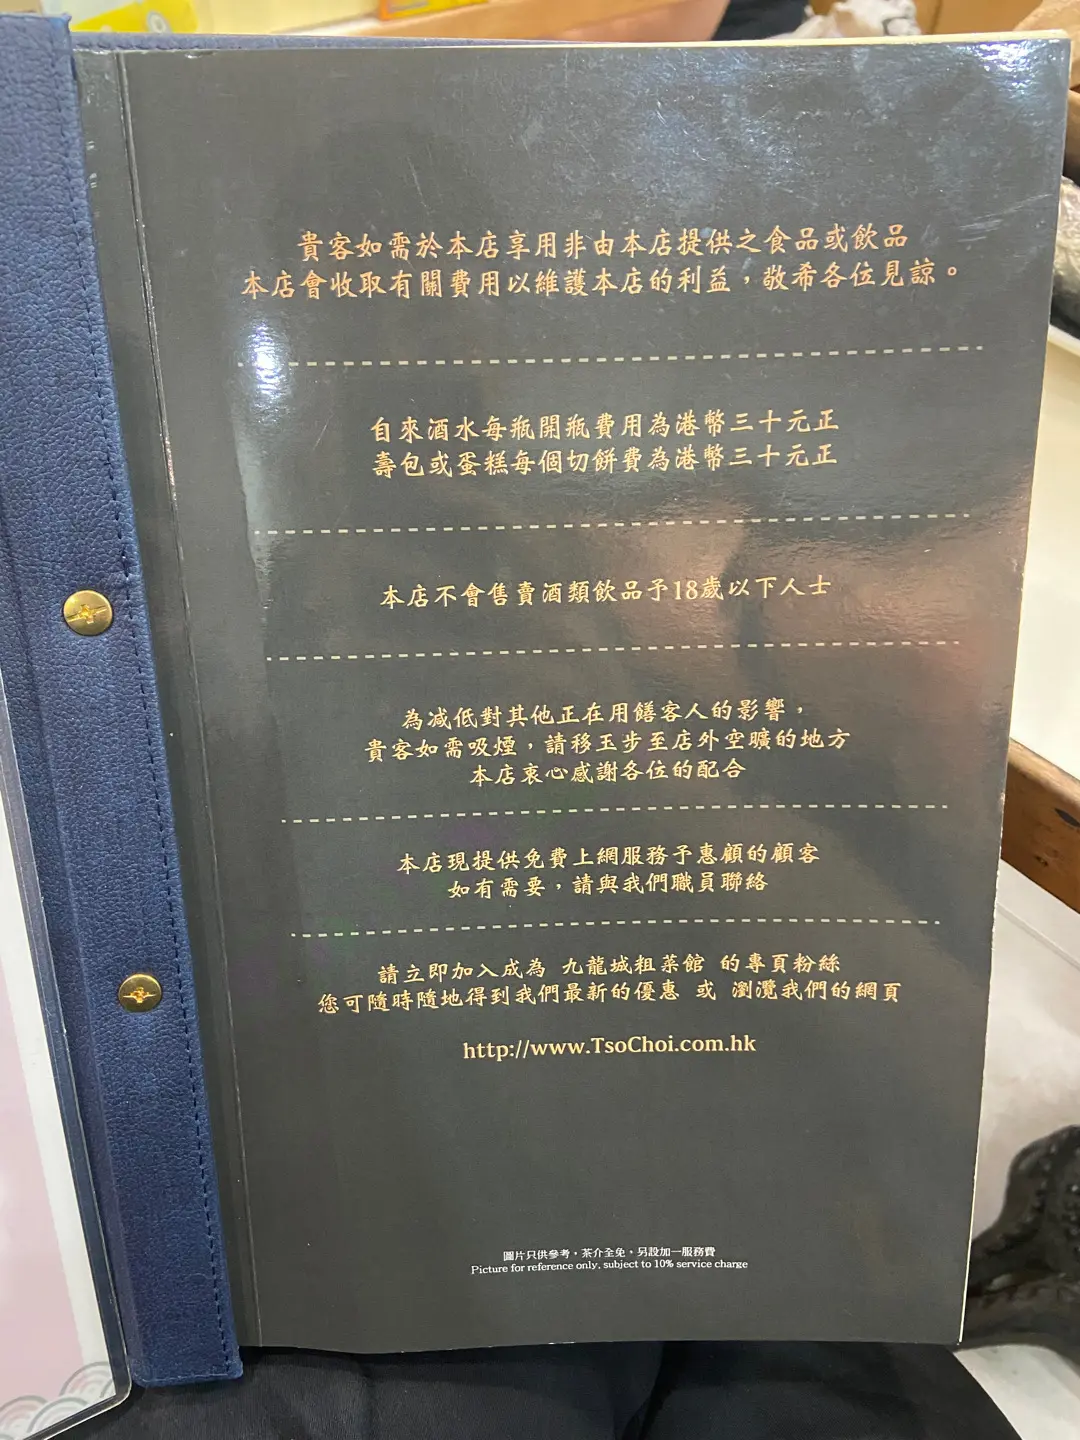 貴客如需於本店享用非由本店提供之食品或飲品
本店會收取有關費用以維護本店的利益，敬希各位見諒。
自來酒水每瓶開瓶費用為港幣三十元正
壽包或蛋糕每個切餅費為港幣三十元正
本店不會售賣酒類飲品予18歲以下人士
為减低對其他正在用饍客人的影響，
貴客如需吸煙，請移玉步至店外空曠的地方
本店衷心感謝各位的配合
本店現提供免費上網服務予惠顧的顧客
如有需要，請與我們職員聯絡
請立即加入成為 九龍城粗菜館 的專頁粉絲
您可隨時隨地得到我們最新的優惠 或 瀏灠我們的網頁
http://www.TsoChoi.com.hk
圖片只供參考，茶介全免，另設加一服務費
Picture for reference only, subject to 10% service charge